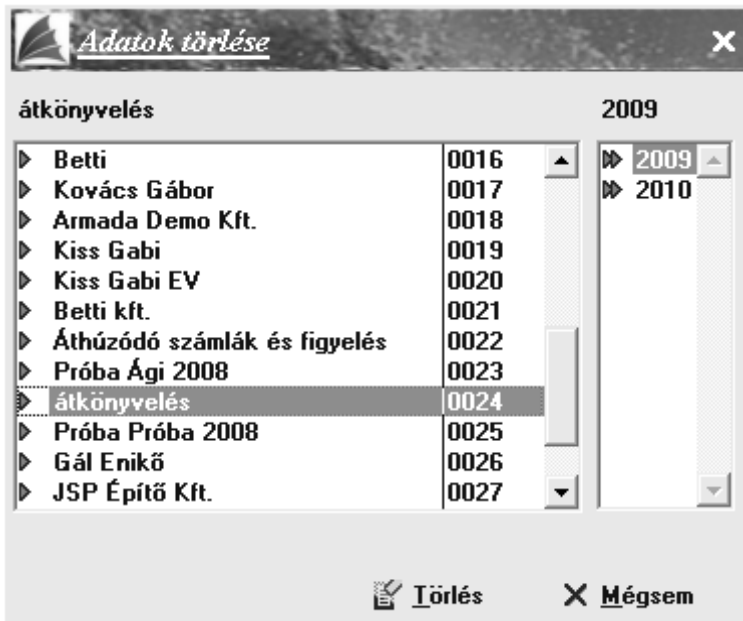 Adatok törlése
átkönyvelés 2009
Betti 0016 2009
Kovács Gábor 0017 2010
Armada Demo Kft. 0018
Kiss Gabi 0019
Kiss Gabi EV 0020
Betti kft. 0021
Áthúzódó számlák és figyelés 0022
Próba Ági 2008 0023
átkönyvelés 0024
Próba Próba 2008 0025
Gál Enikő 0026
JSP Építő Kft. 0027
Törlés Mégsem